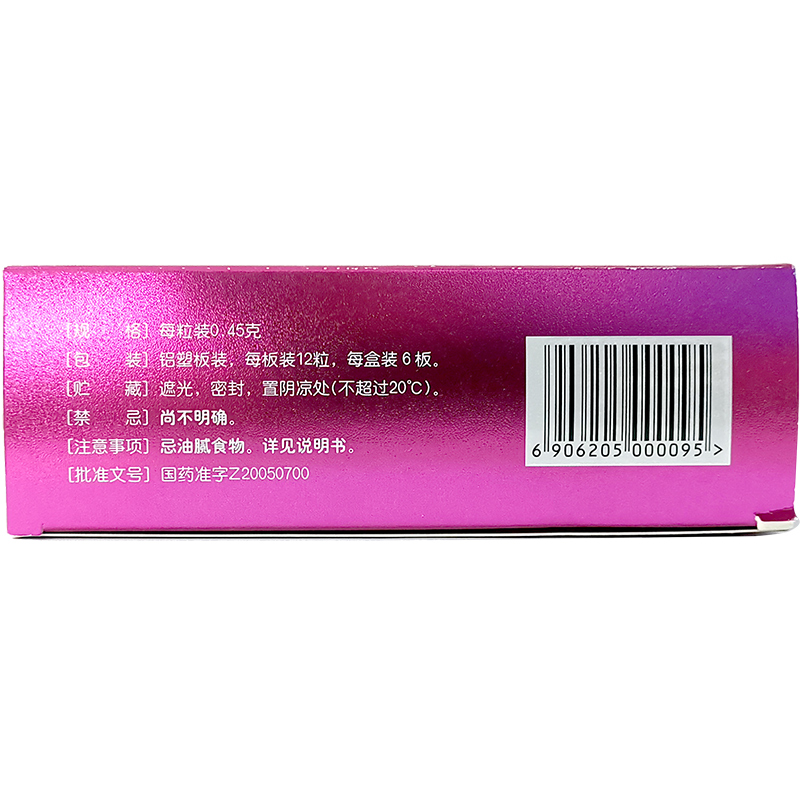 [规 格] 每粒装0.45克
[包 装] 铝塑板装，每板装12粒，每盒装6板。
[贮 藏] 遮光，密封，置阴凉处(不超过20℃)。
[禁 忌] 尚不明确。
[注意事项] 忌油腻食物。详见说明书。
[批准文号] 国药准字Z20050700
6 906205 000095 >